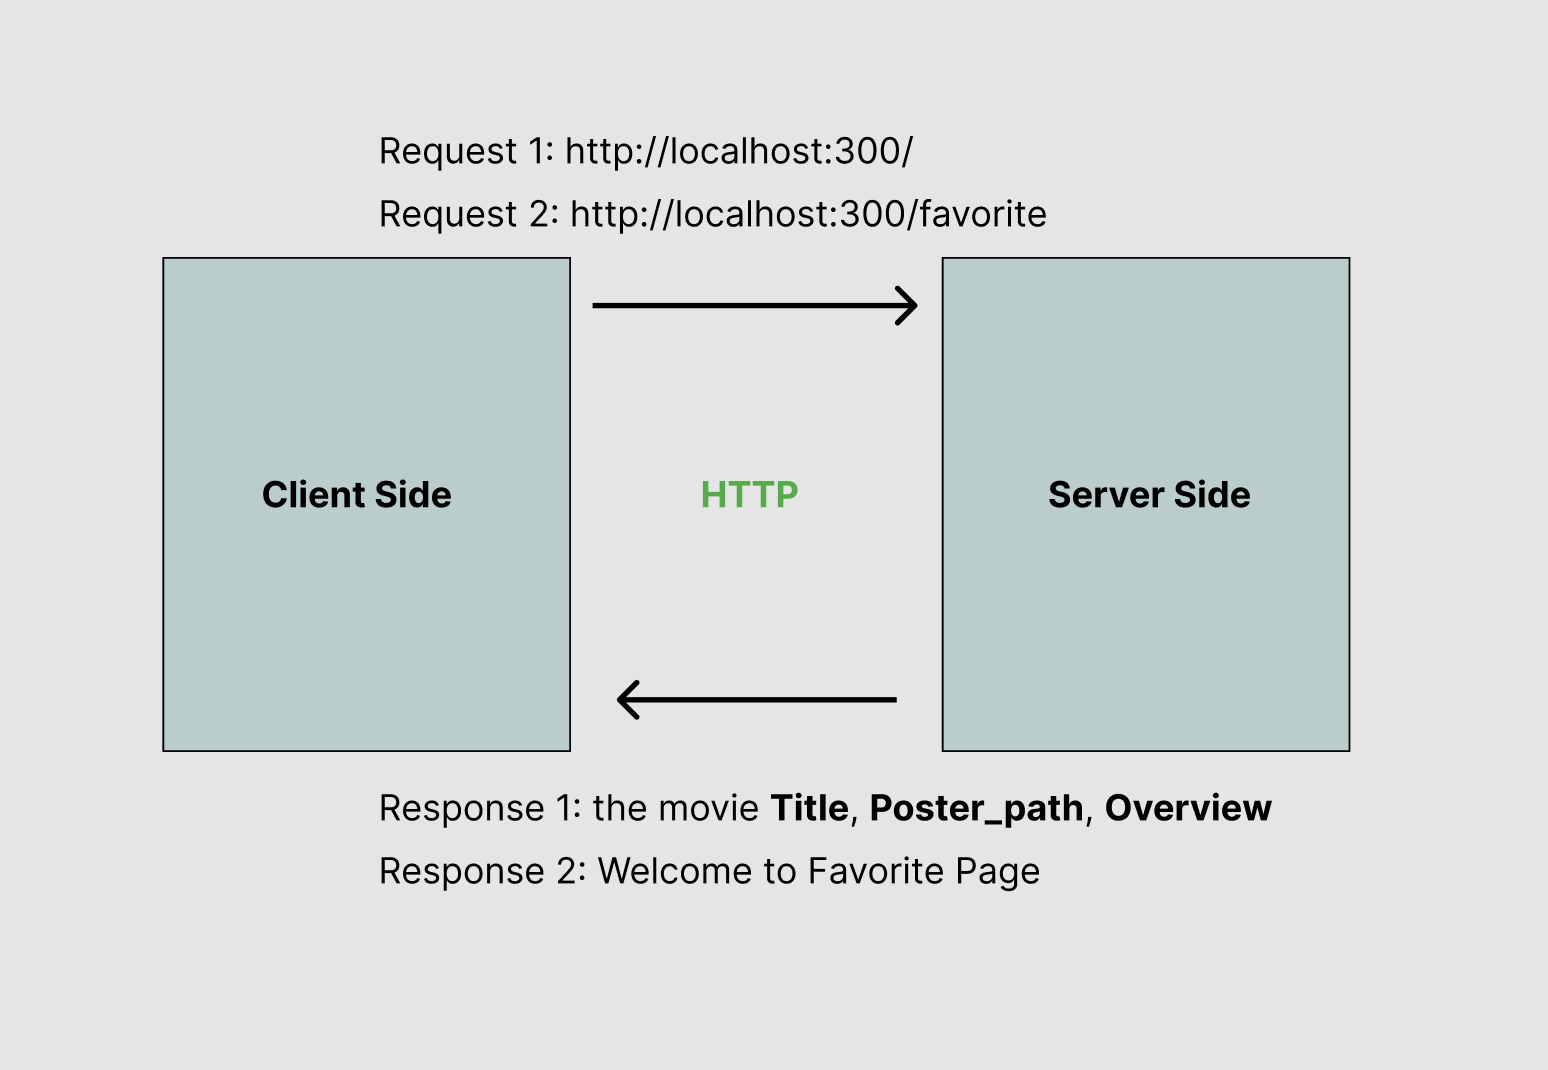 Request 1: http://localhost:300/
Request 2: http://localhost:300/favorite
Client Side
HTTP
Server Side
Response 1: the movie Title, Poster_path, Overview
Response 2: Welcome to Favorite Page